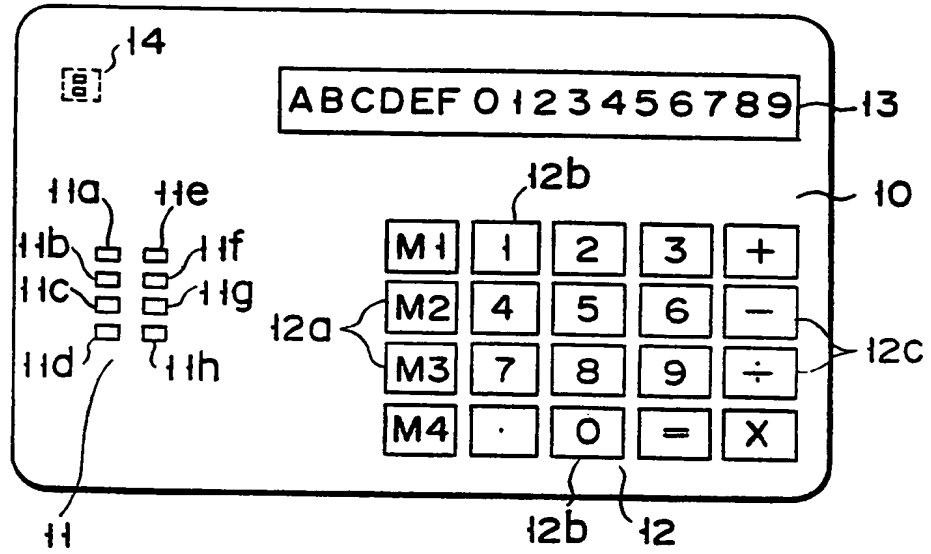 14
ABCDEF 0123456789
13
12b
10
11a
11e
11b
11f
11c
11g
11d
11h
11
12a
M1 1 2 3 +
M2 4 5 6 −
M3 7 8 9 ÷
M4 · 0 = X
12c
12b
12